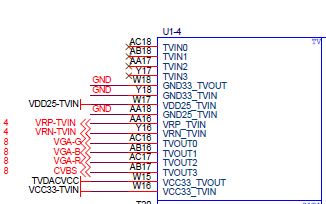 U1-4
TV
AC18 TVIN0
AB18 TVIN1
AA17 TVIN2
Y17 TVIN3
GND W18 GND33_TVOUT
Y18 GND33_TVIN
VDD25-TVIN W17 VDD25_TVIN
GND AA18 GND25_TVIN
4 VRP-TVIN AA16 VRP_TVIN
4 VRN-TVIN Y16 VRN_TVIN
8 VGA-G AC16 TVOUT0
8 VGA-B AB16 TVOUT1
8 VGA-R AC17 TVOUT2
8 CVBS AB17 TVOUT3
TVDACVCC W15 VCC33_TVOUT
VCC33-TVIN W16 VCC33_TVIN